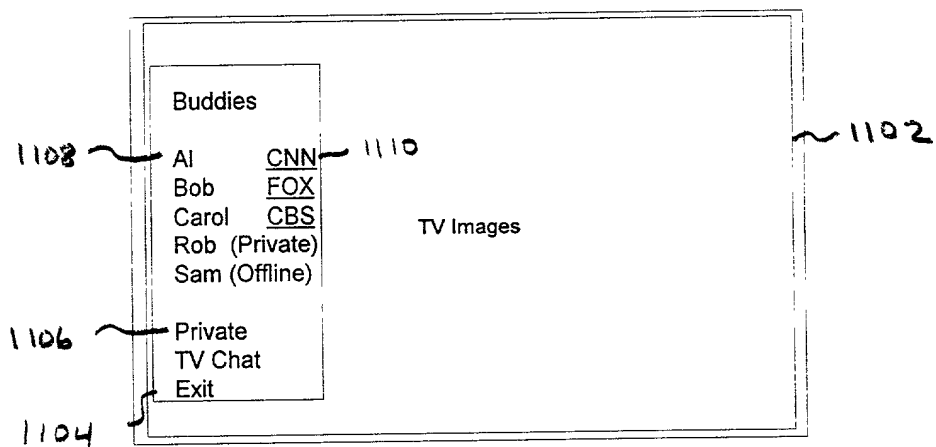 Buddies
1108 Al CNN 1110 1102
Bob FOX
Carol CBS
TV Images
Rob (Private)
Sam (Offline)
1106 Private
TV Chat
Exit
1104